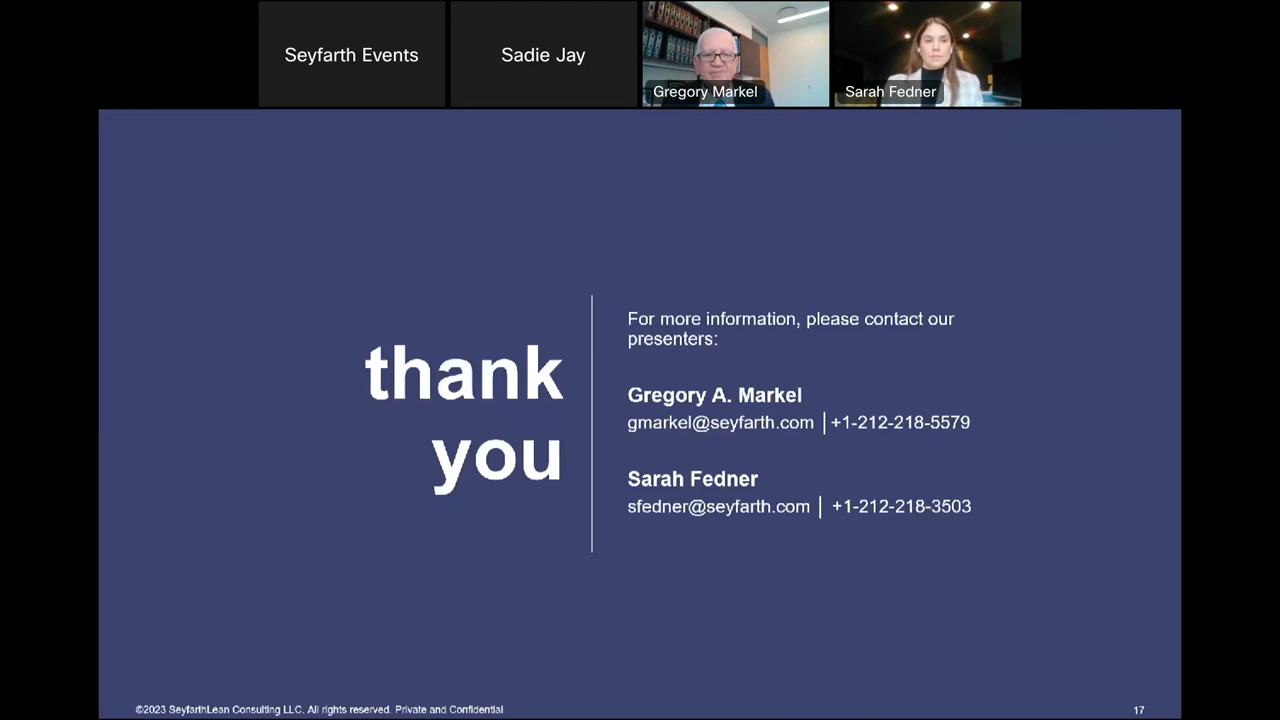 Seyfarth Events
Sadie Jay
Gregory Markel
Sarah Fedner
thank
you
For more information, please contact our
presenters:
Gregory A. Markel
gmarkel@seyfarth.com │+1-212-218-5579
Sarah Fedner
sfedner@seyfarth.com │ +1-212-218-3503
©2023 SeyfarthLean Consulting LLC. All rights reserved. Private and Confidential
17